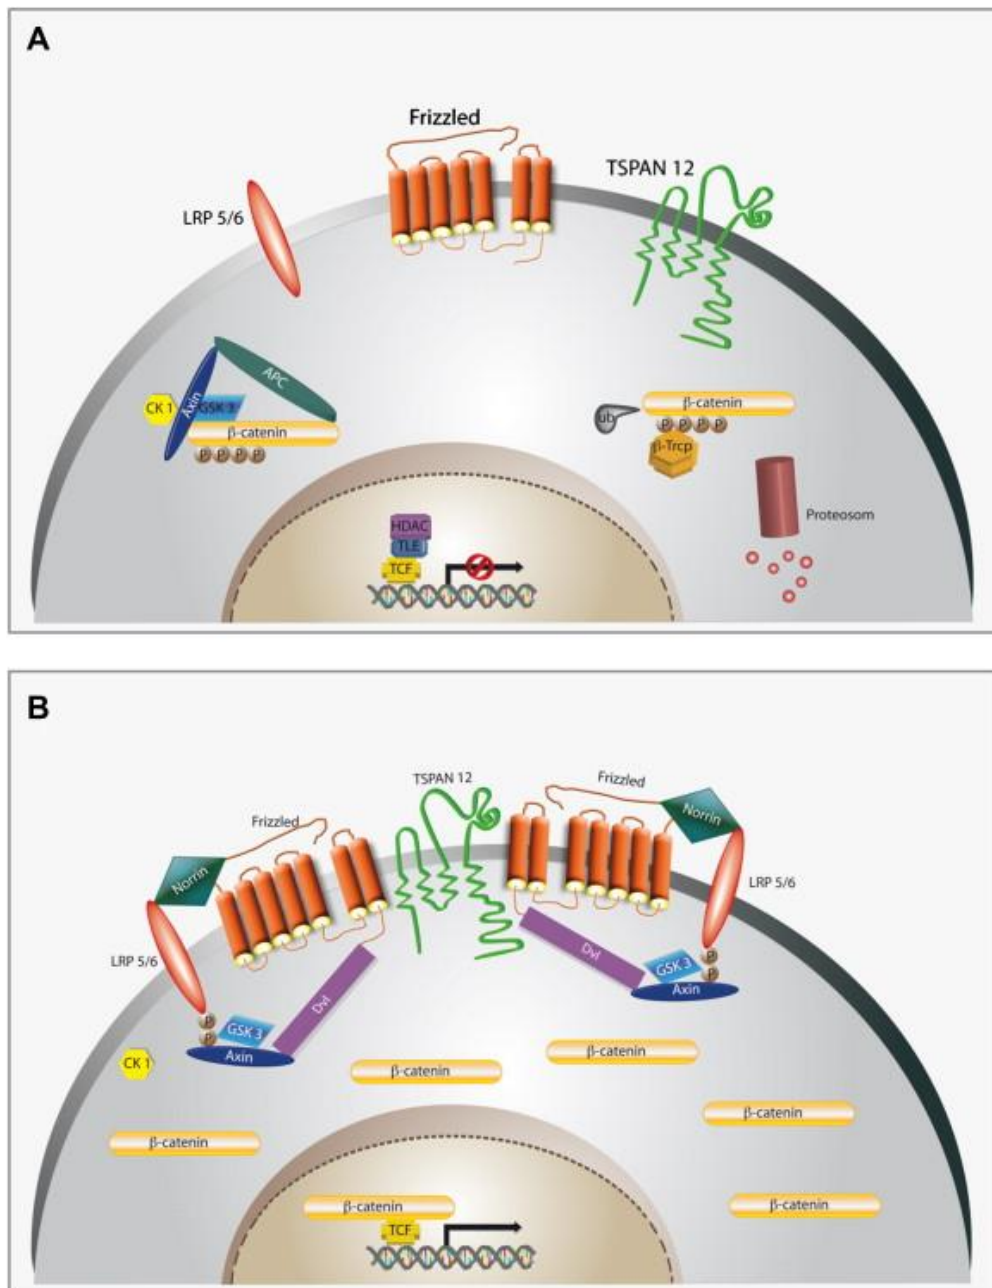 A
Frizzled
TSPAN 12
LRP 5/6
APC
CK 1
Axin
GSK 3
β-catenin
P P P P
β-catenin
ub
P P P P
β-Trcp
Proteosom
HDAC
TLE
TCF
B
TSPAN 12
Frizzled
Frizzled
Norrin
Norrin
LRP 5/6
LRP 5/6
Dvl
Dvl
P
P
GSK 3
Axin
P
P
GSK 3
Axin
CK 1
β-catenin
β-catenin
β-catenin
β-catenin
β-catenin
β-catenin
TCF